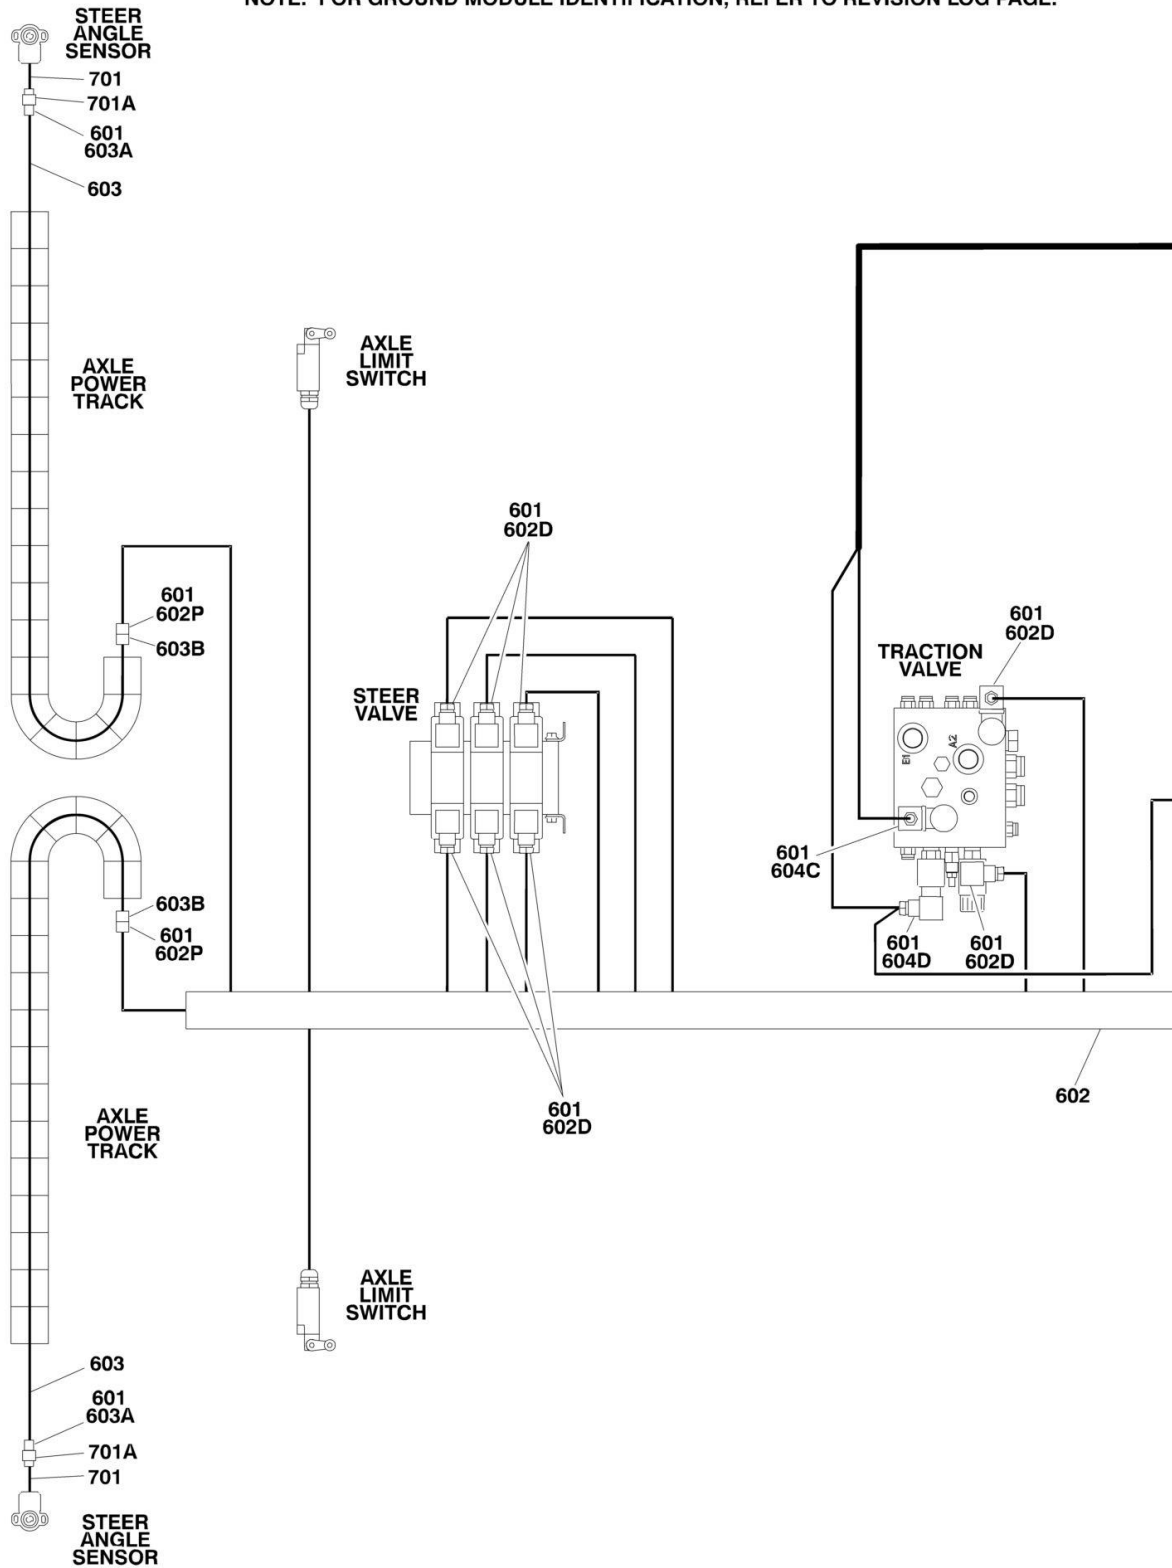 NOTE: FOR GROUND MODULE IDENTIFICATION, REFER TO REVISION LOG PAGE.
STEER
ANGLE
SENSOR
701
701A
601
603A
603
AXLE
POWER
TRACK
AXLE
LIMIT
SWITCH
601
602D
601
602P
603B
STEER
VALVE
601
602D
TRACTION
VALVE
E1
A2
601
604C
603B
601
602P
601
604D
601
602D
602
601
602D
AXLE
POWER
TRACK
AXLE
LIMIT
SWITCH
603
601
603A
701A
701
STEER
ANGLE
SENSOR